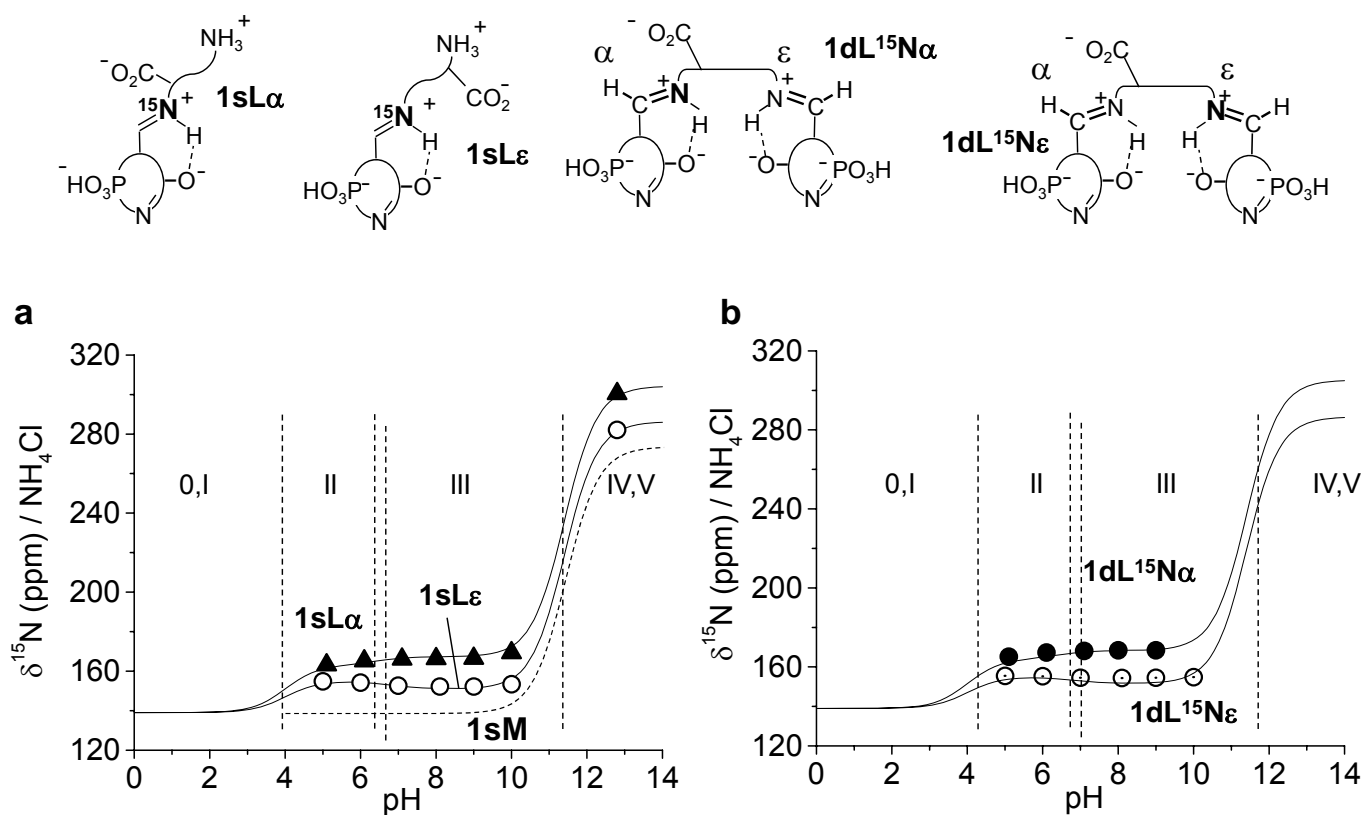 NH3+
−O2C
15N+
H
O−
−
HO3P−
N
1sLα
NH3+
CO2−
15N+
H
O−
HO3P−
N
1sLε
−O2C
α
ε
1dL15Nα
H
C
N+
H
N+
H
C
H
−O
O−
HO3P−
N
−PO3H
N
−O2C
α
ε
1dL15Nε
H
C
N+
H
N+
H
C
H
O−
−O
HO3P−
N
−PO3H
N
a
δ15N (ppm) / NH4Cl
320
280
240
200
160
120
0,I
II
III
IV,V
1sLα
1sLε
1sM
0 2 4 6 8 10 12 14
pH
b
δ15N (ppm) / NH4Cl
320
280
240
200
160
120
0,I
II
III
IV,V
1dL15Nα
1dL15Nε
0 2 4 6 8 10 12 14
pH